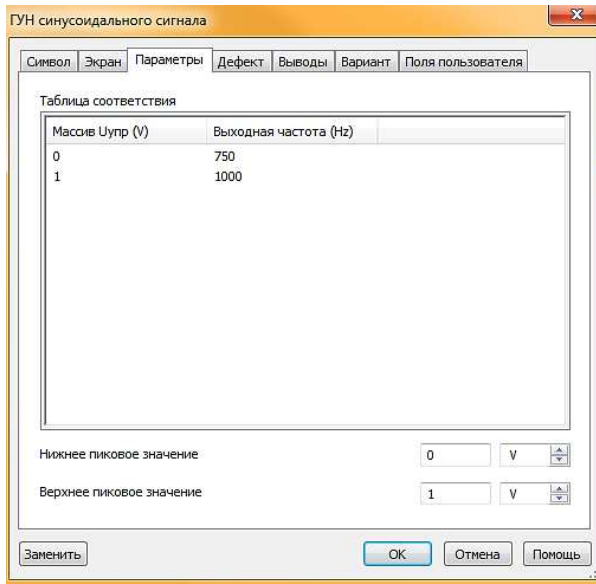 ГУН синусоидального сигнала
Символ Экран Параметры Дефект Выводы Вариант Поля пользователя
Таблица соответствия
Массив Uупр (V) Выходная частота (Hz)
0 750
1 1000
Нижнее пиковое значение 0 V
Верхнее пиковое значение 1 V
Заменить OK Отмена Помощь